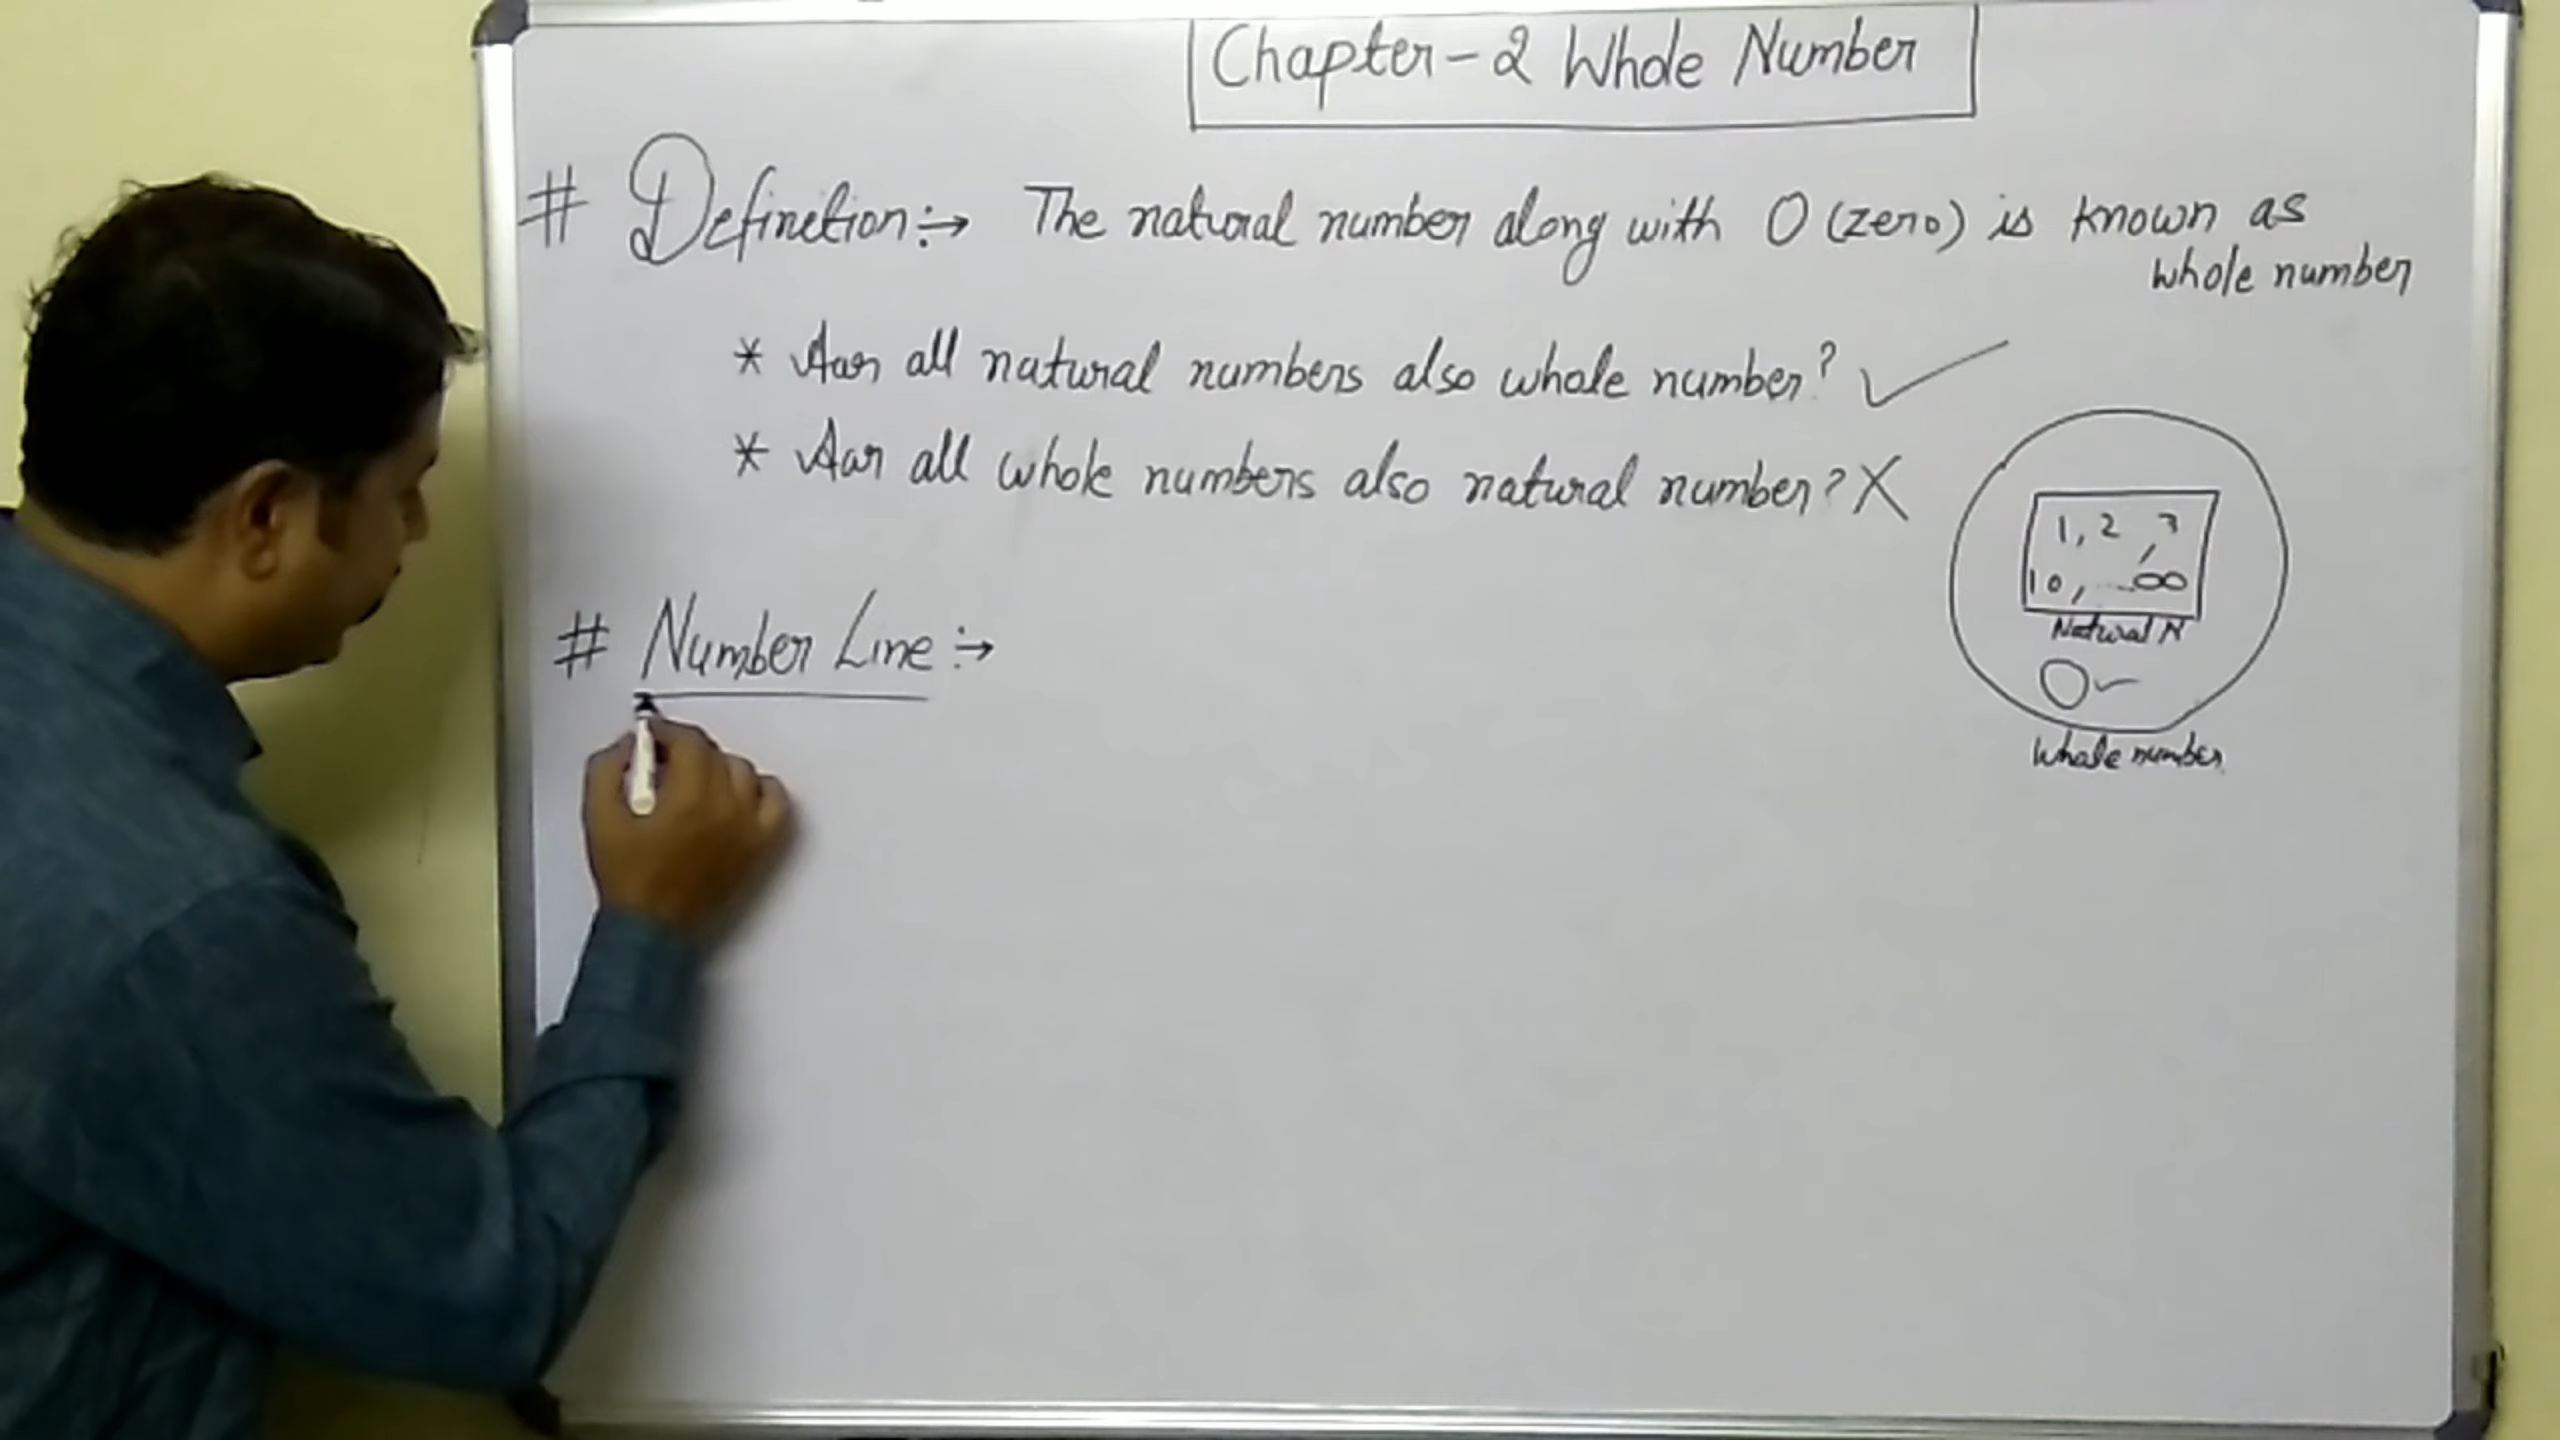 Chapter-2 Whole Number
# Definetion:→ The natural number along with 0 (zero) is known as
whole number
* Aar all natural numbers also whole number? ✓
* Aar all whole numbers also natural number? X
1, 2, 3
10, ...∞
Natural N
0 ✓
Whole number
# Number Line :→